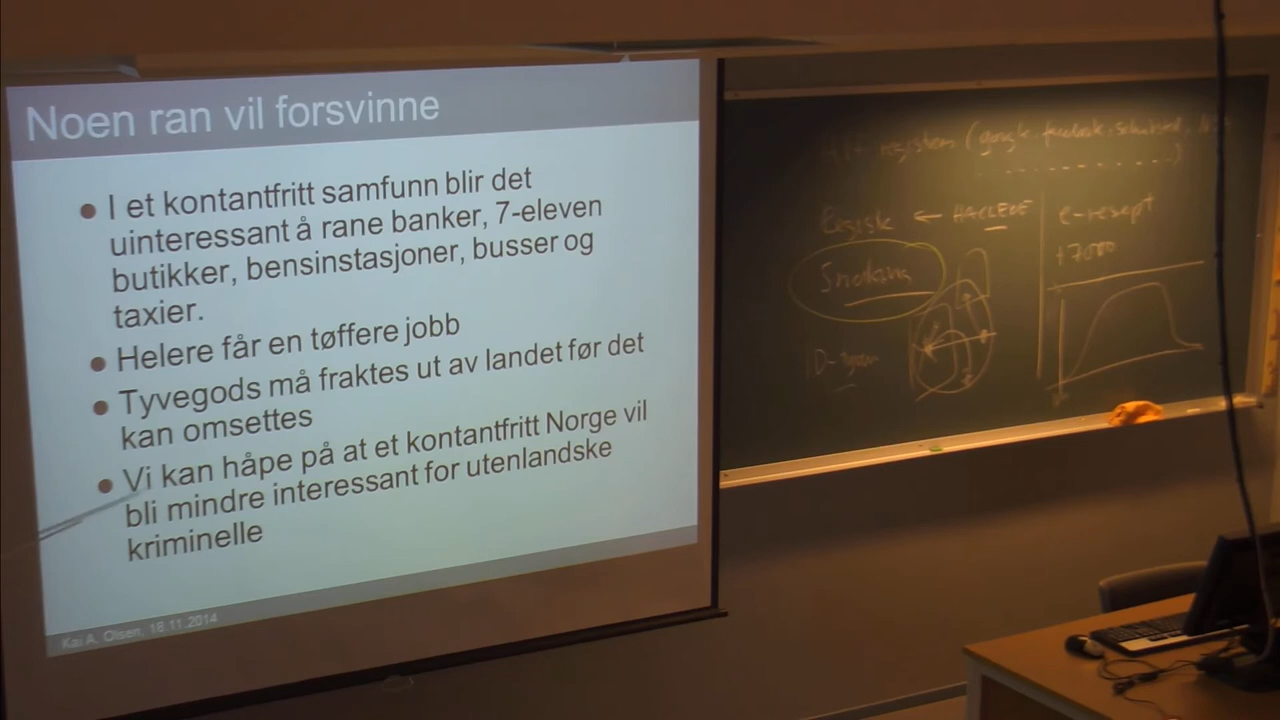 Noen ran vil forsvinne
● I et kontantfritt samfunn blir det
uinteressant å rane banker, 7-eleven
butikker, bensinstasjoner, busser og
taxier.
● Helere får en tøffere jobb
● Tyvegods må fraktes ut av landet før det
kan omsettes
● Vi kan håpe på at et kontantfritt Norge vil
bli mindre interessant for utenlandske
kriminelle
Kai A. Olsen, 18.11.2014
e-resept
+7000